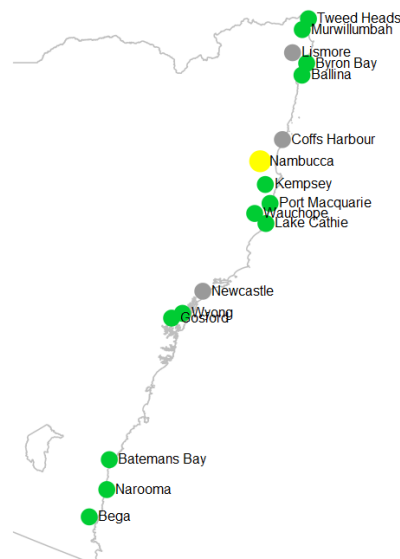 Tweed Heads
Murwillumbah
Lismore
Byron Bay
Ballina
Coffs Harbour
Nambucca
Kempsey
Port Macquarie
Wauchope
Lake Cathie
Newcastle
Wyong
Gosford
Batemans Bay
Narooma
Bega